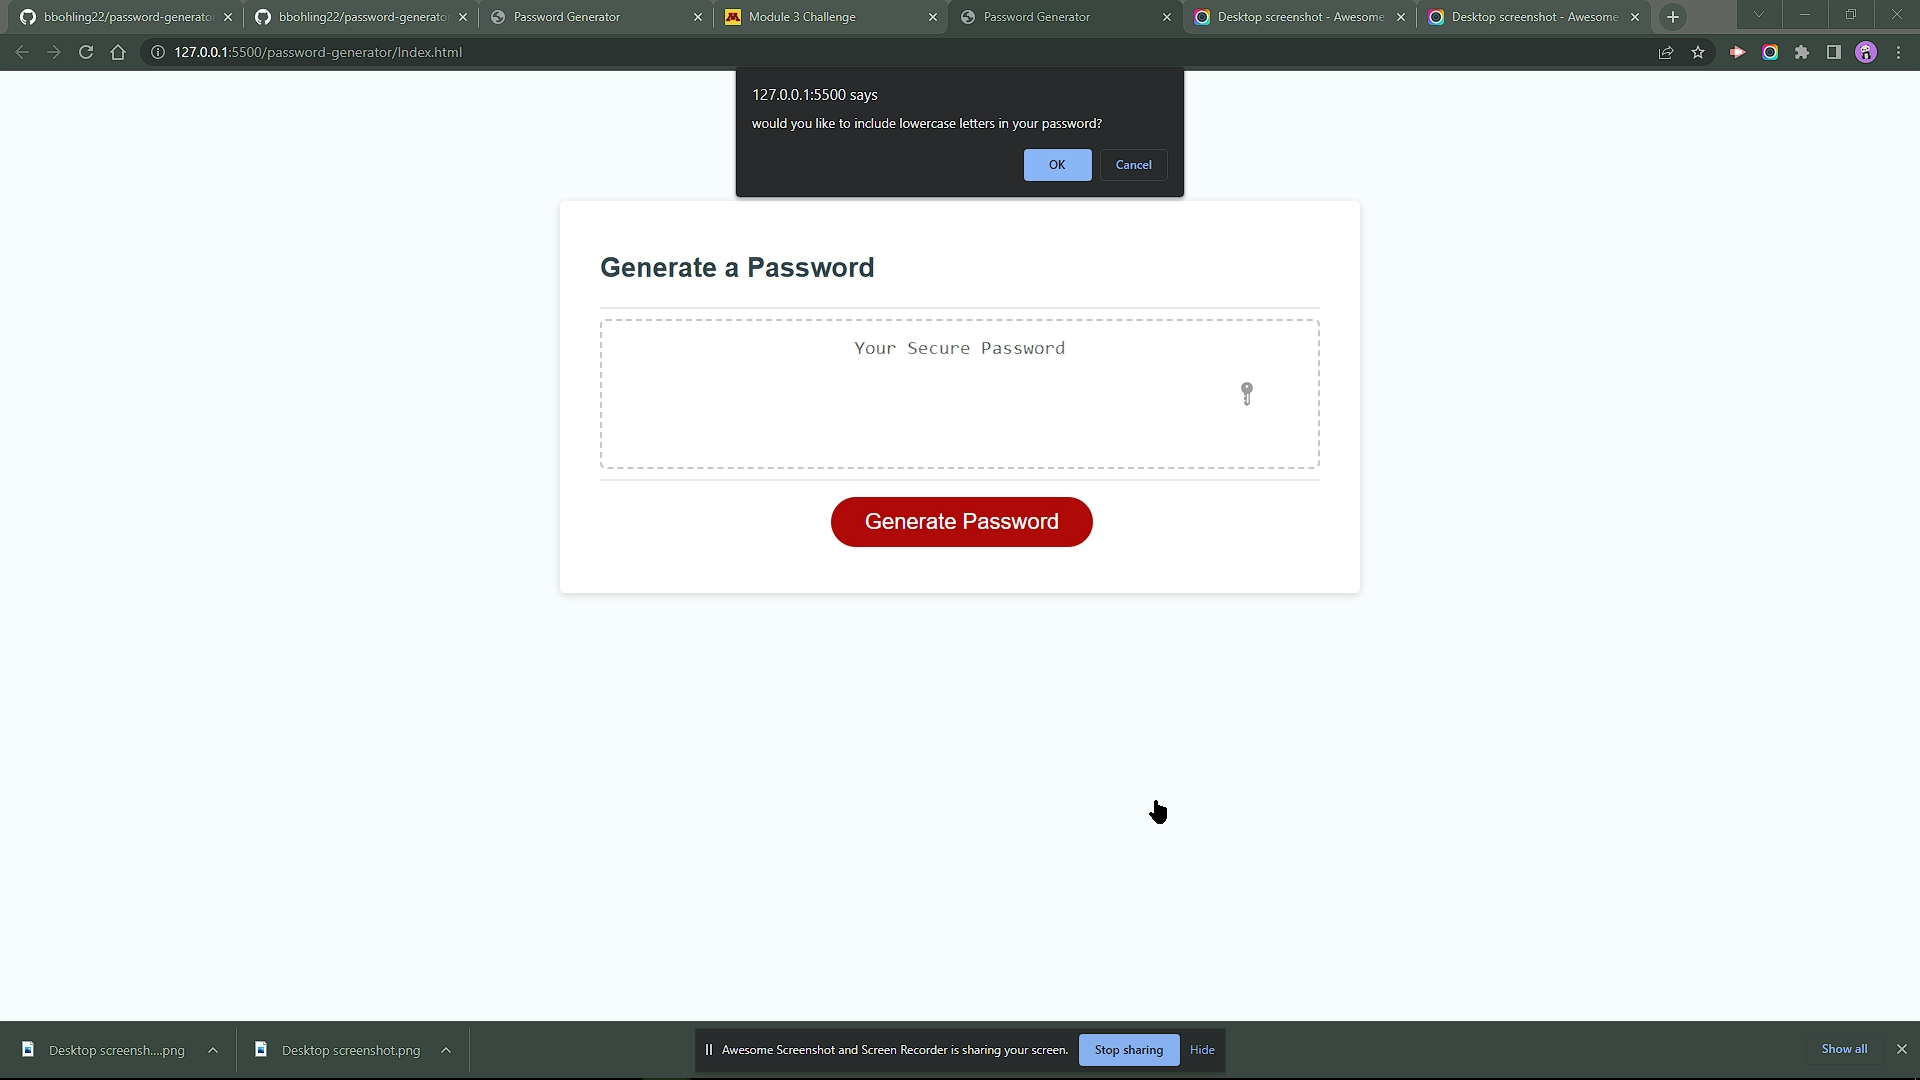 bbohling22/password-generator
bbohling22/password-generator
Password Generator
Module 3 Challenge
Password Generator
Desktop screenshot - Awesome
Desktop screenshot - Awesome
127.0.0.1:5500/password-generator/Index.html
127.0.0.1:5500 says
would you like to include lowercase letters in your password?
OK
Cancel
Generate a Password
Your Secure Password
Generate Password
Desktop screensh....png
Desktop screenshot.png
Awesome Screenshot and Screen Recorder is sharing your screen.
Stop sharing
Hide
Show all